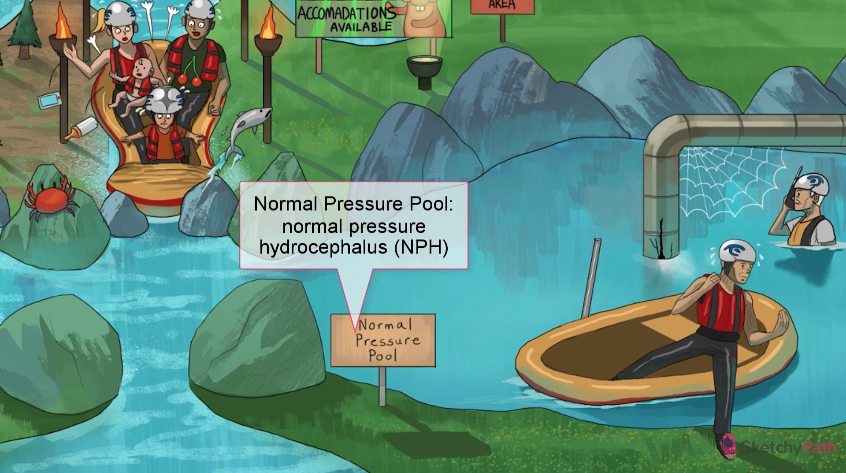 ACCOMADATIONS
AVAILABLE
AREA
Normal Pressure Pool:
normal pressure
hydrocephalus (NPH)
Normal
Pressure
Pool
SketchyPath